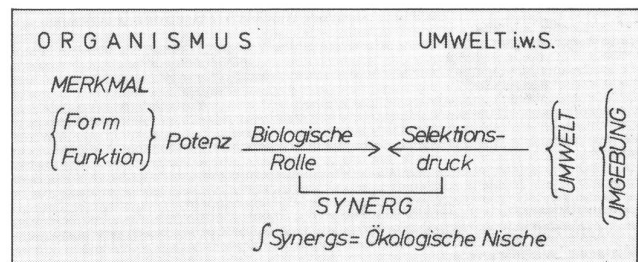 ORGANISMUS UMWELT i.w.S.
MERKMAL
{Form
Funktion} Potenz
Biologische
Rolle
Selektions-
druck
{UMWELT
{UMGEBUNG
SYNERG
∫Synergs = Ökologische Nische